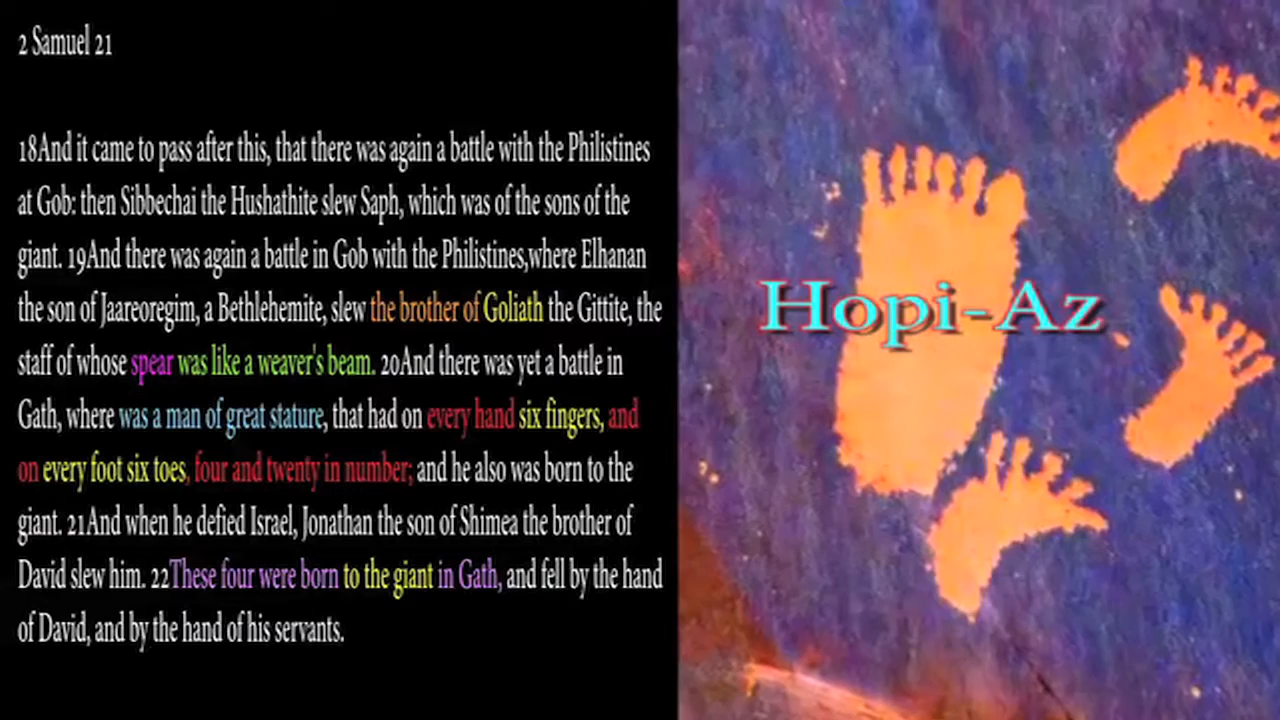 2 Samuel 21
18And it came to pass after this, that there was again a battle with the Philistines
at Gob: then Sibbechai the Hushathite slew Saph, which was of the sons of the
giant. 19And there was again a battle in Gob with the Philistines,where Elhanan
the son of Jaareoregim, a Bethlehemite, slew the brother of Goliath the Gittite, the
staff of whose spear was like a weaver's beam. 20And there was yet a battle in
Gath, where was a man of great stature, that had on every hand six fingers, and
on every foot six toes, four and twenty in number; and he also was born to the
giant. 21And when he defied Israel, Jonathan the son of Shimea the brother of
David slew him. 22These four were born to the giant in Gath, and fell by the hand
of David, and by the hand of his servants.
Hopi-Az